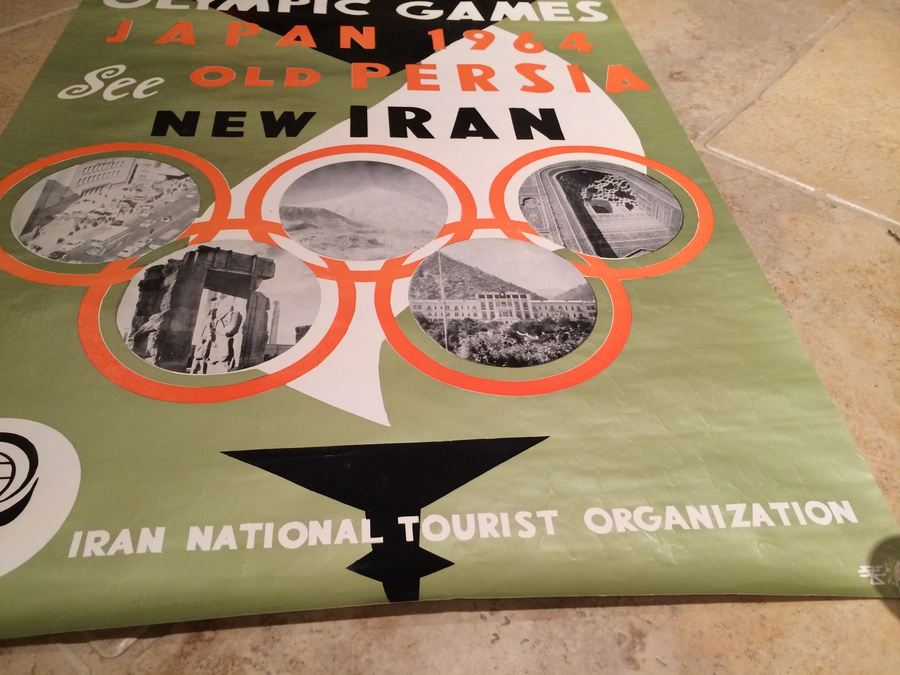 OLYMPIC GAMES
JAPAN 1964
See OLD PERSIA
NEW IRAN
IRAN NATIONAL TOURIST ORGANIZATION